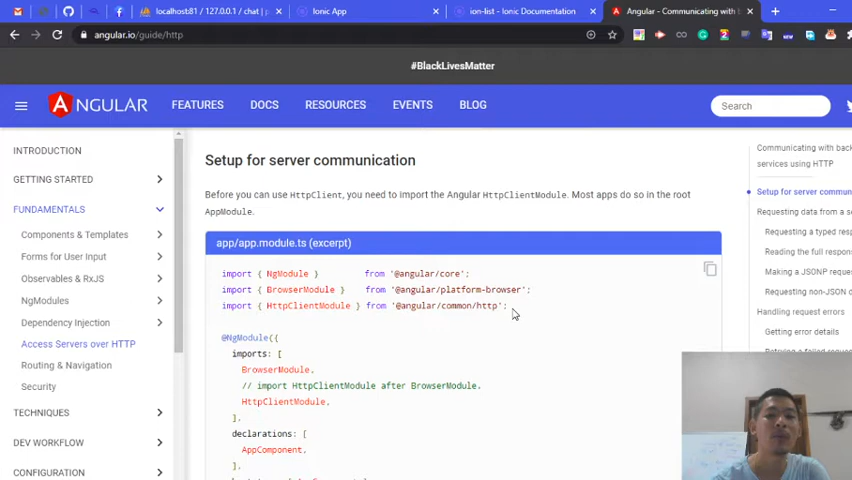 localhost:81 / 127.0.0.1 / chat | p
Ionic App
ion-list - Ionic Documentation
Angular - Communicating with b
angular.io/guide/http
#BlackLivesMatter
ANGULAR
FEATURES
DOCS
RESOURCES
EVENTS
BLOG
Search
INTRODUCTION
GETTING STARTED
FUNDAMENTALS
Components & Templates
Forms for User Input
Observables & RxJS
NgModules
Dependency Injection
Access Servers over HTTP
Routing & Navigation
Security
TECHNIQUES
DEV WORKFLOW
CONFIGURATION
Setup for server communication
Before you can use HttpClient, you need to import the Angular HttpClientModule. Most apps do so in the root
AppModule.
app/app.module.ts (excerpt)
import { NgModule } from '@angular/core';
import { BrowserModule } from '@angular/platform-browser';
import { HttpClientModule } from '@angular/common/http';
@NgModule({
imports: [
BrowserModule,
// import HttpClientModule after BrowserModule.
HttpClientModule,
],
declarations: [
AppComponent,
],
Communicating with back
services using HTTP
Setup for server commun
Requesting data from a se
Requesting a typed resp
Reading the full respon
Making a JSONP reques
Requesting non-JSON d
Handling request errors
Getting error details